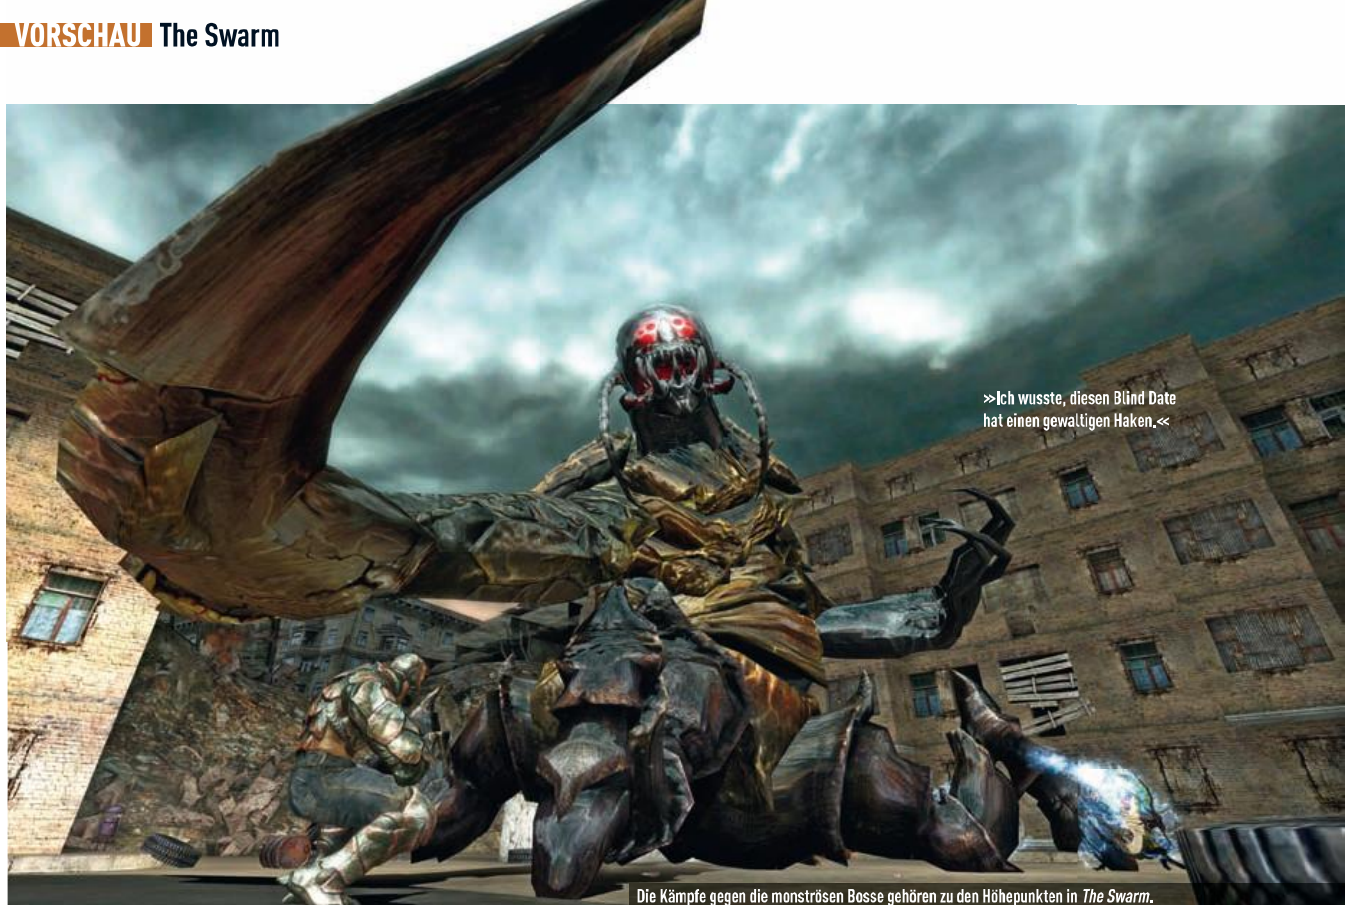 VORSCHAU The Swarm
»Ich wusste, diesen Blind Date
hat einen gewaltigen Haken.«
Die Kämpfe gegen die monströsen Bosse gehören zu den Höhepunkten in The Swarm.